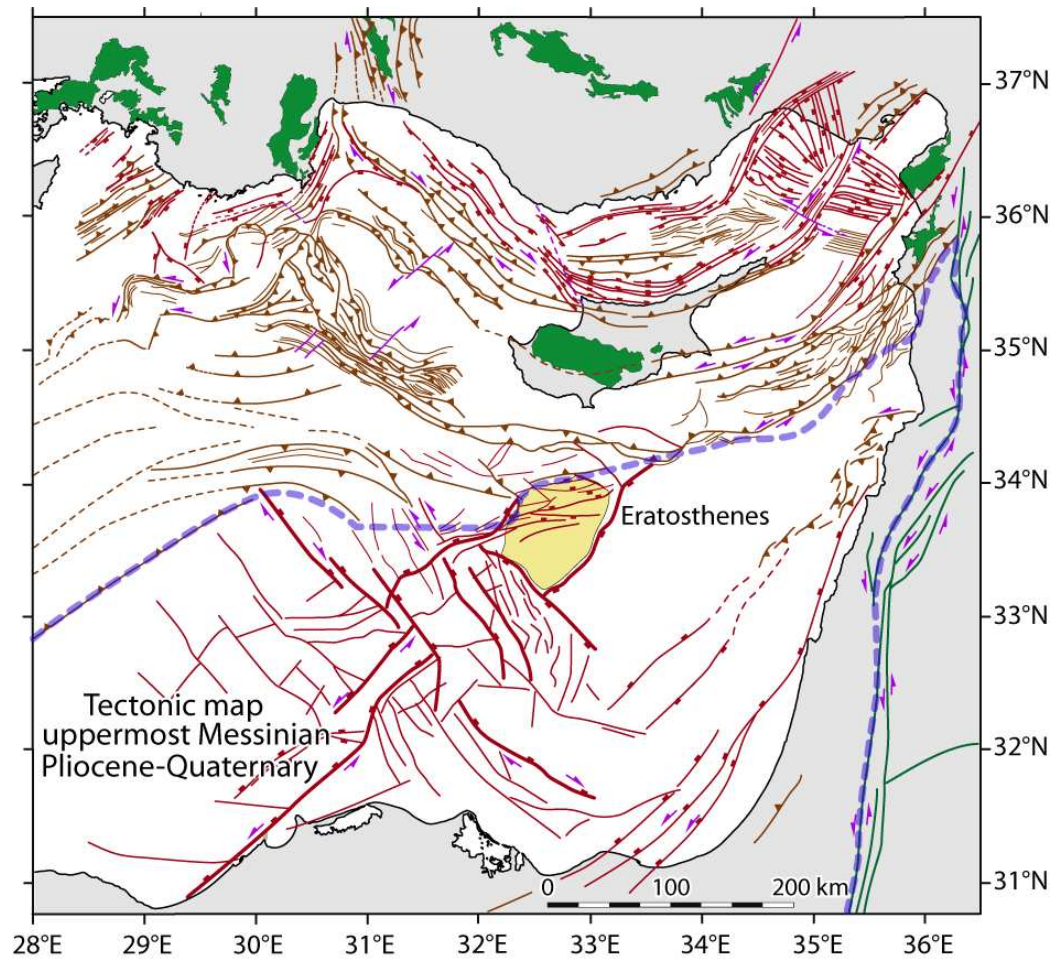 37°N
36°N
35°N
34°N
Eratosthenes
33°N
Tectonic map
uppermost Messinian
Pliocene-Quaternary
32°N
31°N
0 100 200 km
28°E 29°E 30°E 31°E 32°E 33°E 34°E 35°E 36°E